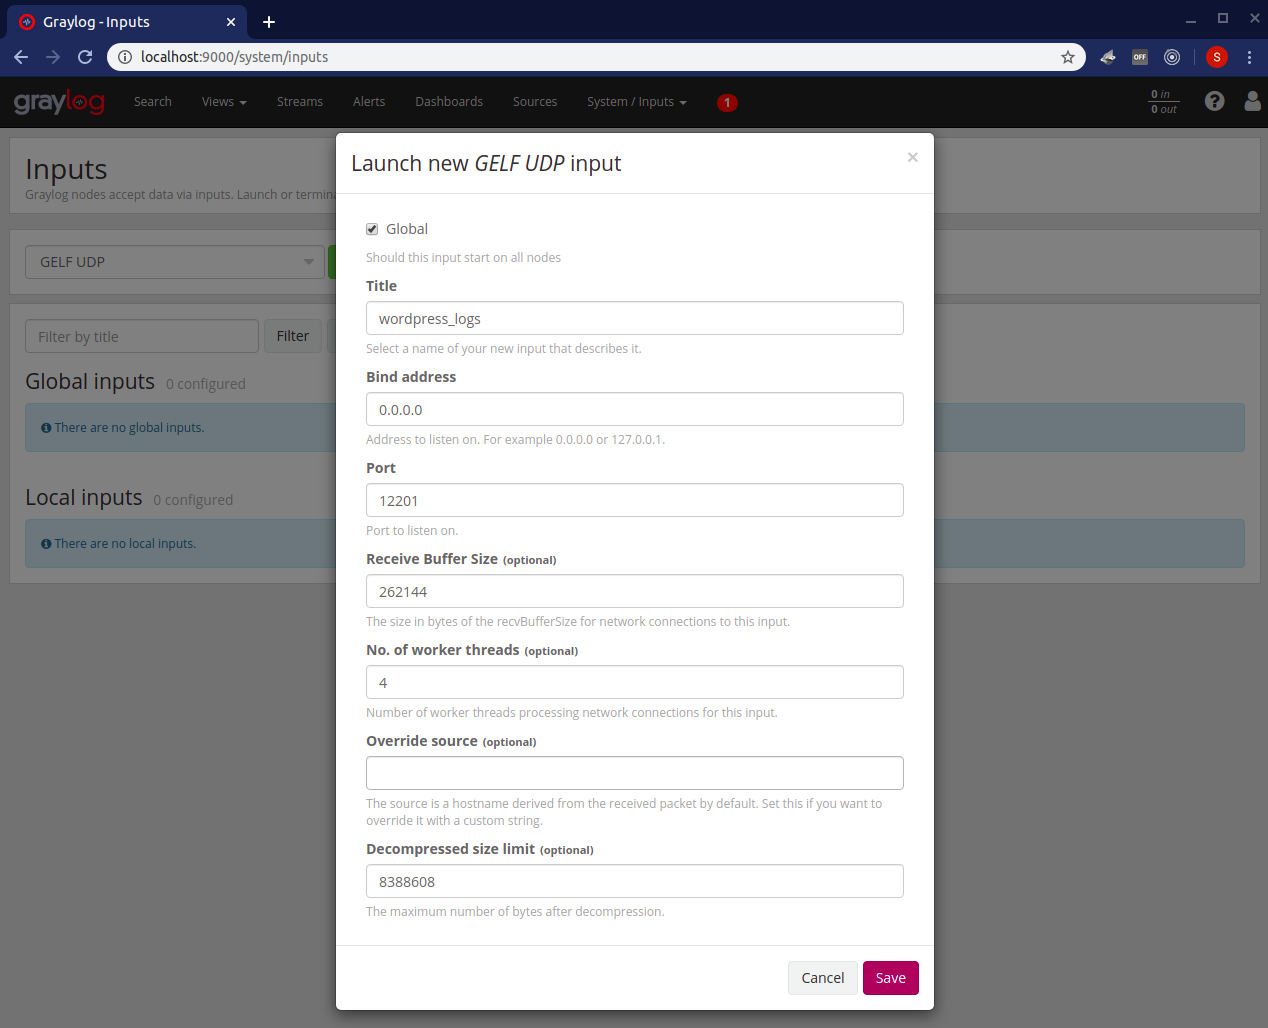 Graylog - Inputs
localhost:9000/system/inputs
OFF
S
graylog
Search
Views
Streams
Alerts
Dashboards
Sources
System / Inputs
1
0 in
0 out
Inputs
Graylog nodes accept data via inputs. Launch or
GELF UDP
Filter by title
Filter
Global inputs 0 configured
There are no global inputs.
Local inputs 0 configured
There are no local inputs.
Launch new GELF UDP input
×
Global
Should this input start on all nodes
Title
wordpress_logs
Select a name of your new input that describes it.
Bind address
0.0.0.0
Address to listen on. For example 0.0.0.0 or 127.0.0.1.
Port
12201
Port to listen on.
Receive Buffer Size (optional)
262144
The size in bytes of the recvBufferSize for network connections to this input.
No. of worker threads (optional)
4
Number of worker threads processing network connections for this input.
Override source (optional)
The source is a hostname derived from the received packet by default. Set this if you want to
override it with a custom string.
Decompressed size limit (optional)
8388608
The maximum number of bytes after decompression.
Cancel
Save